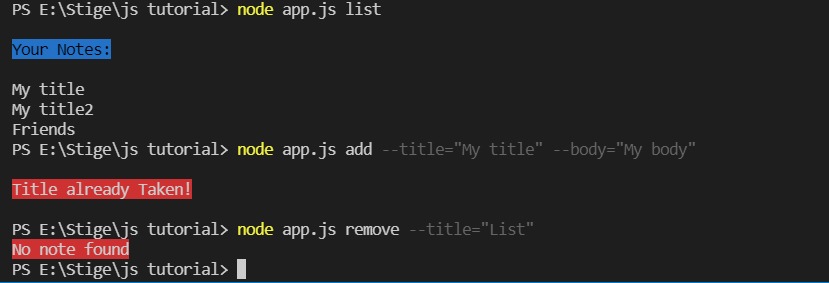 PS E:\Stige\js tutorial> node app.js list
Your Notes:
My title
My title2
Friends
PS E:\Stige\js tutorial> node app.js add --title="My title" --body="My body"
Title already Taken!
PS E:\Stige\js tutorial> node app.js remove --title="List"
No note found
PS E:\Stige\js tutorial>